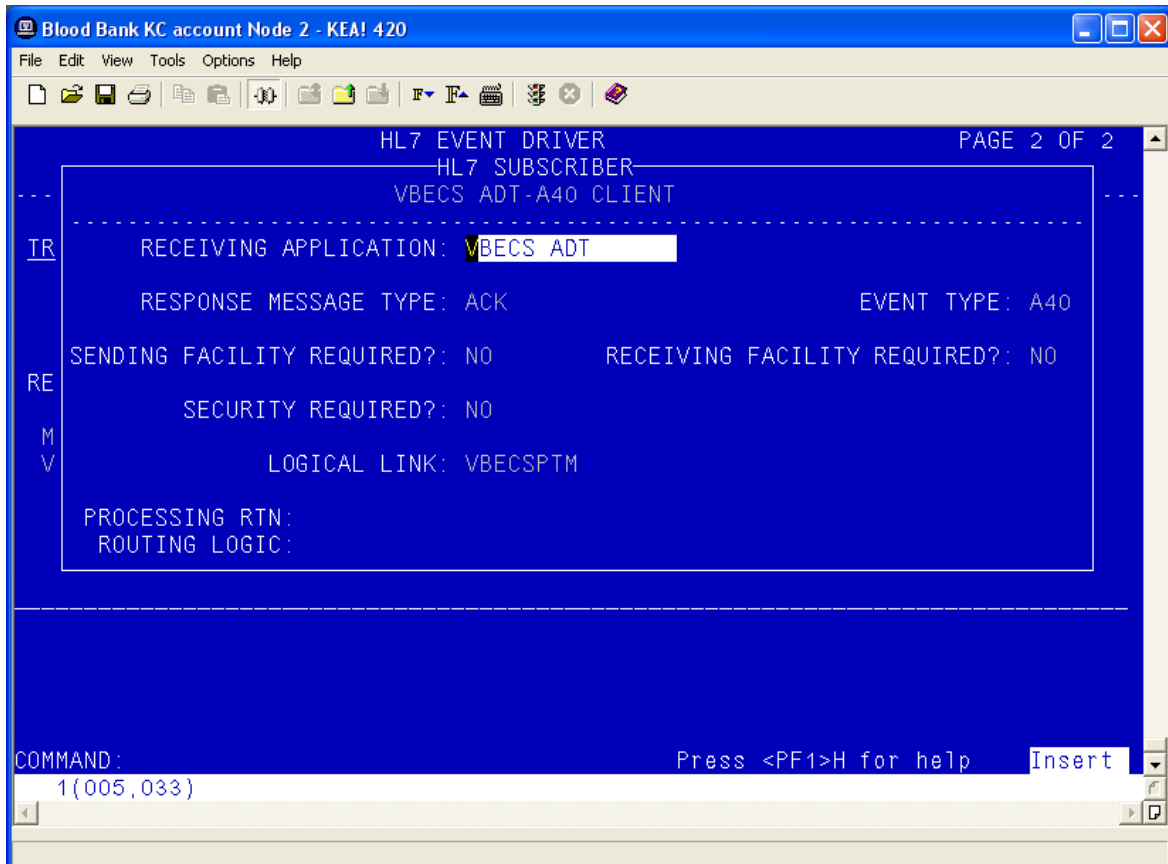 Blood Bank KC account Node 2 - KEA! 420
File Edit View Tools Options Help
HL7 EVENT DRIVER PAGE 2 OF 2
HL7 SUBSCRIBER
--- VBECS ADT-A40 CLIENT ---
TR RECEIVING APPLICATION: VBECS ADT
RESPONSE MESSAGE TYPE: ACK EVENT TYPE: A40
SENDING FACILITY REQUIRED?: NO RECEIVING FACILITY REQUIRED?: NO
RE
SECURITY REQUIRED?: NO
M
V LOGICAL LINK: VBECSPTM
PROCESSING RTN:
ROUTING LOGIC:
COMMAND: Press <PF1>H for help Insert
1(005,033)